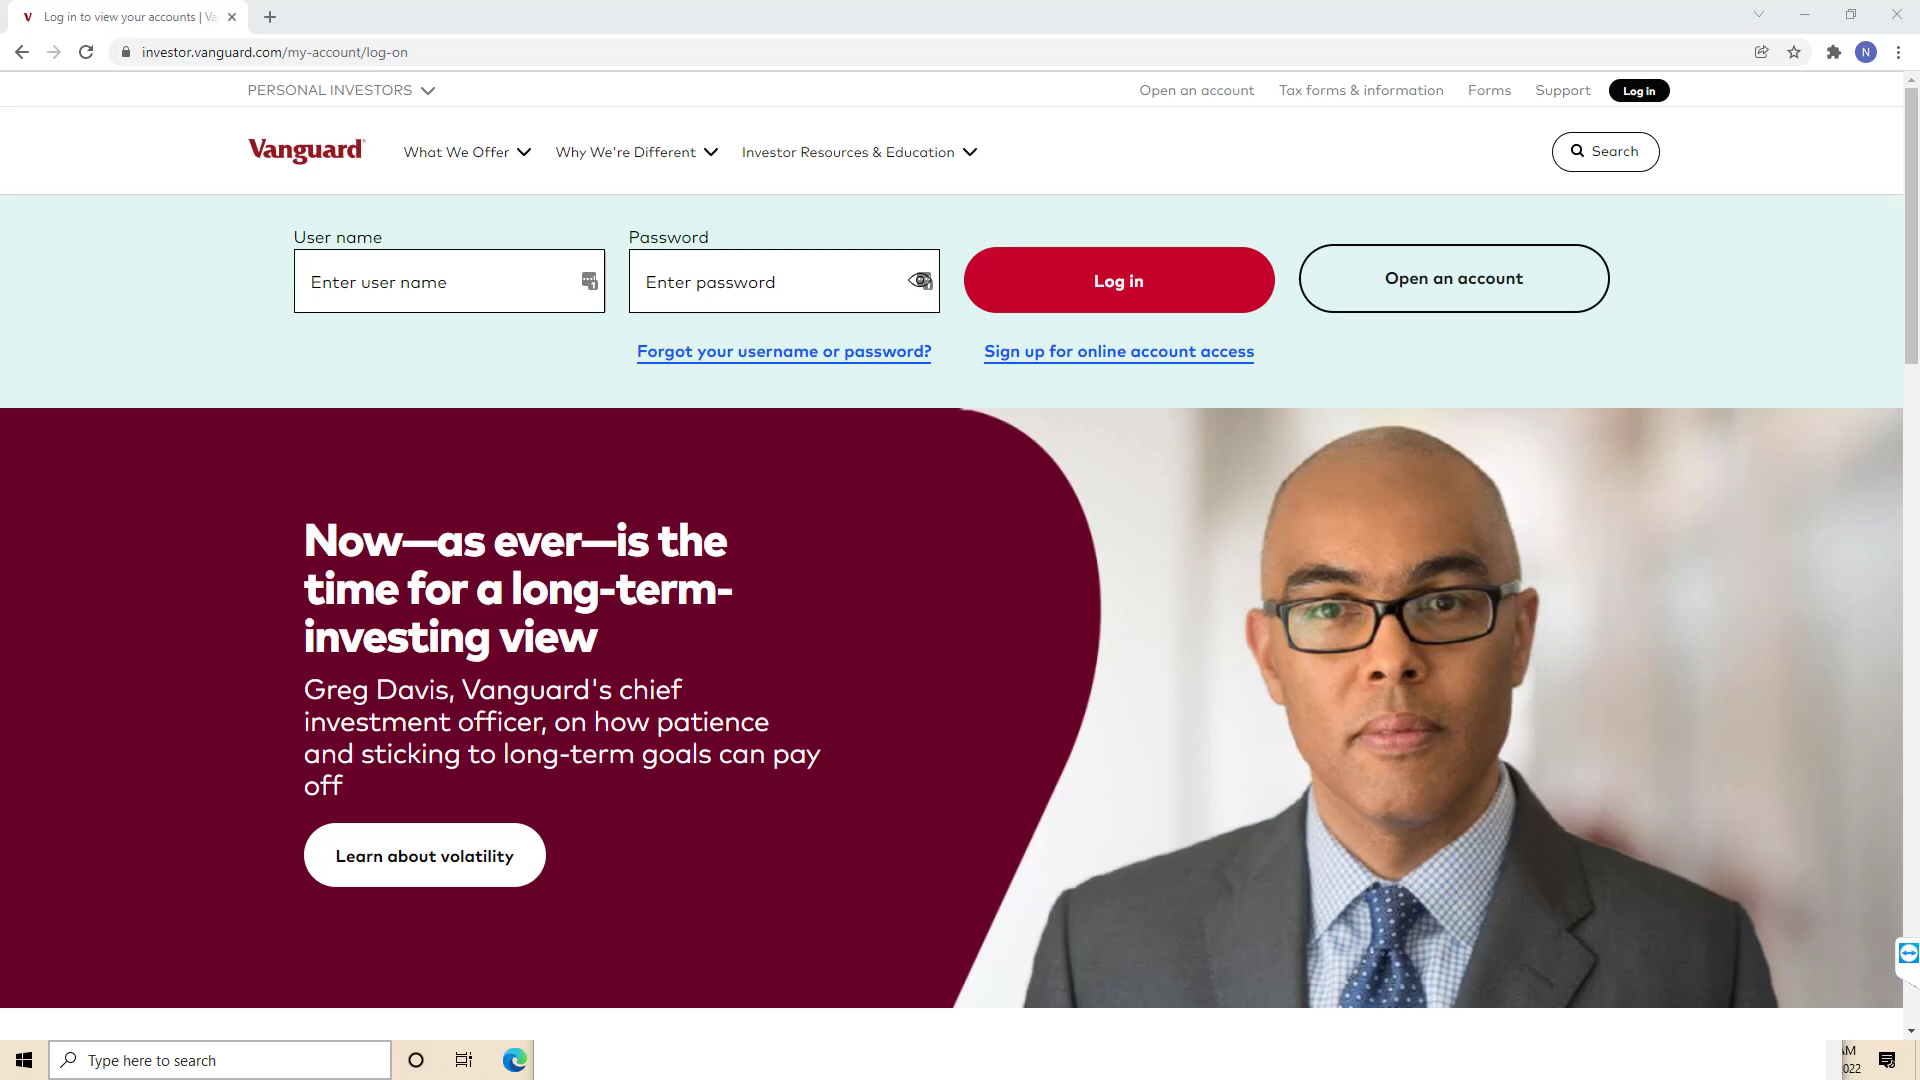 Log in to view your accounts | Va
investor.vanguard.com/my-account/log-on
N
PERSONAL INVESTORS
Open an account
Tax forms & information
Forms
Support
Log in
Vanguard
What We Offer
Why We're Different
Investor Resources & Education
Search
User name
Password
Enter user name
Enter password
Log in
Open an account
Forgot your username or password?
Sign up for online account access
Now—as ever—is the
time for a long-term-
investing view
Greg Davis, Vanguard's chief
investment officer, on how patience
and sticking to long-term goals can pay
off
Learn about volatility
Type here to search
AM
022